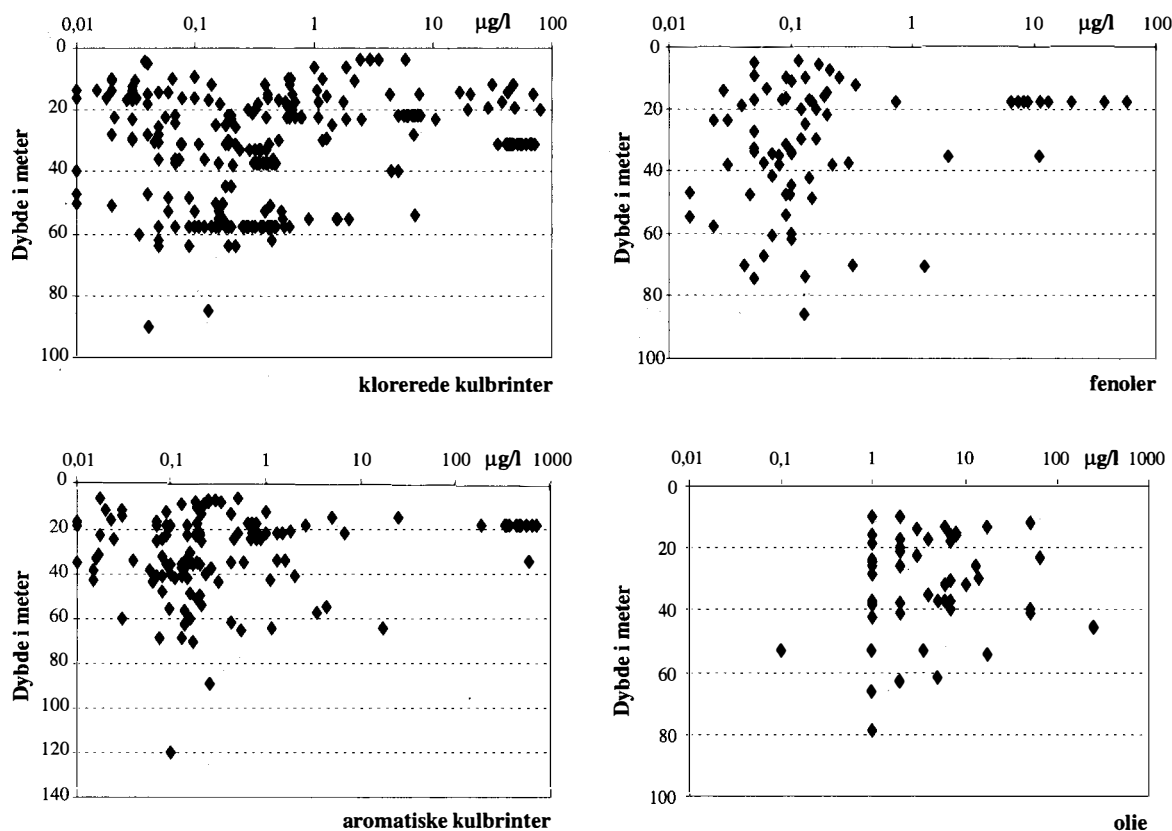 0,01 0,1 1 10 µg/l 100
0
20
40
60
80
100
Dybde i meter
klorerede kulbrinter
0,01 0,1 1 10 µg/l 100
0
20
40
60
80
100
Dybde i meter
fenoler
0,01 0,1 1 10 100 µg/l 1000
0
20
40
60
80
100
120
140
Dybde i meter
aromatiske kulbrinter
0,01 0,1 1 10 100 µg/l 1000
0
20
40
60
80
100
Dybde i meter
olie